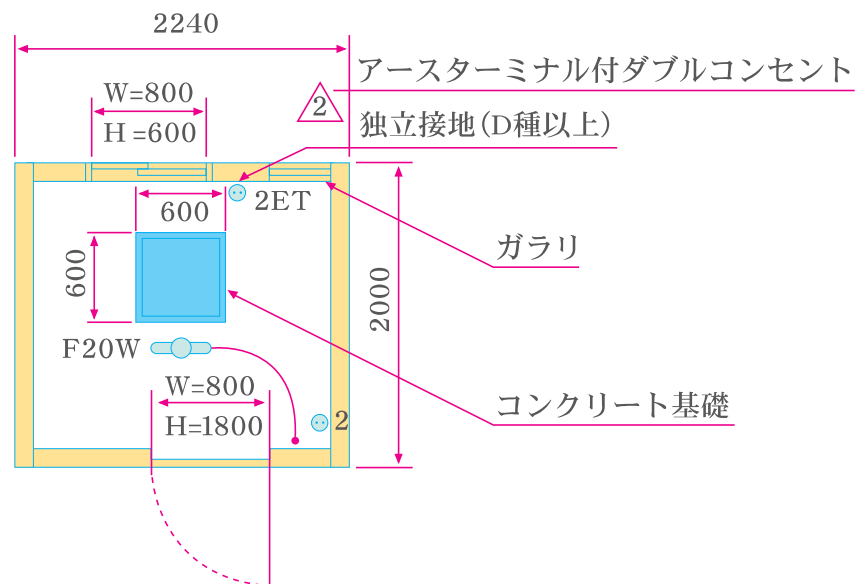 2240
アースターミナル付ダブルコンセント
W=800
2
H=600
独立接地(D種以上)
2ET
600
ガラリ
600
2000
F20W
W=800
コンクリート基礎
H=1800
2